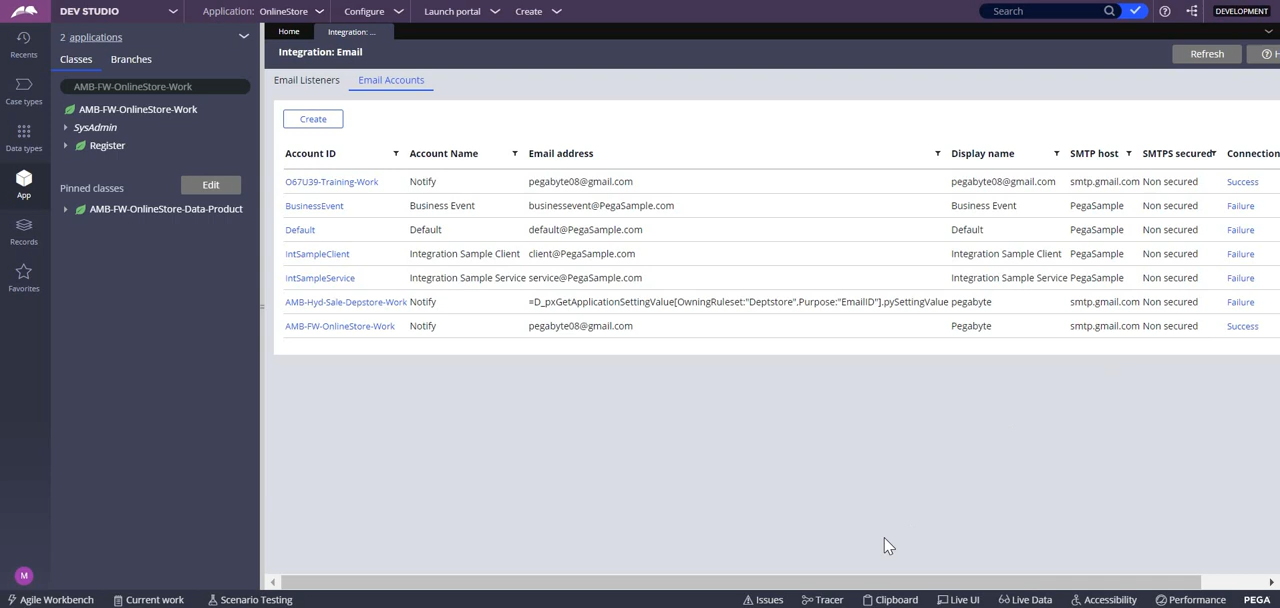 DEV STUDIO
Application: OnlineStore
Configure
Launch portal
Create
Search
DEVELOPMENT
Recents
Case types
Data types
App
Records
Favorites
M
2 applications
Classes
Branches
AMB-FW-OnlineStore-Work
AMB-FW-OnlineStore-Work
SysAdmin
Register
Pinned classes
Edit
AMB-FW-OnlineStore-Data-Product
Home
Integration: ...
Integration: Email
Refresh
H
Email Listeners
Email Accounts
Create
Account ID Account Name Email address Display name SMTP host SMTPS secured Connection
O67U39-Training-Work Notify pegabyte08@gmail.com pegabyte08@gmail.com smtp.gmail.com Non secured Success
BusinessEvent Business Event businessevent@PegaSample.com Business Event PegaSample Non secured Failure
Default Default default@PegaSample.com Default PegaSample Non secured Failure
intSampleClient Integration Sample Client client@PegaSample.com Integration Sample Client PegaSample Non secured Failure
intSampleService Integration Sample Service service@PegaSample.com Integration Sample Service PegaSample Non secured Failure
AMB-Hyd-Sale-Depstore-Work Notify =D_pxGetApplicationSettingValue[OwningRuleset:"Deptstore",Purpose:"EmailID"].pySettingValue pegabyte smtp.gmail.com Non secured Failure
AMB-FW-OnlineStore-Work Notify pegabyte08@gmail.com Pegabyte smtp.gmail.com Non secured Success
Agile Workbench
Current work
Scenario Testing
Issues
Tracer
Clipboard
Live UI
Live Data
Accessibility
Performance
PEGA